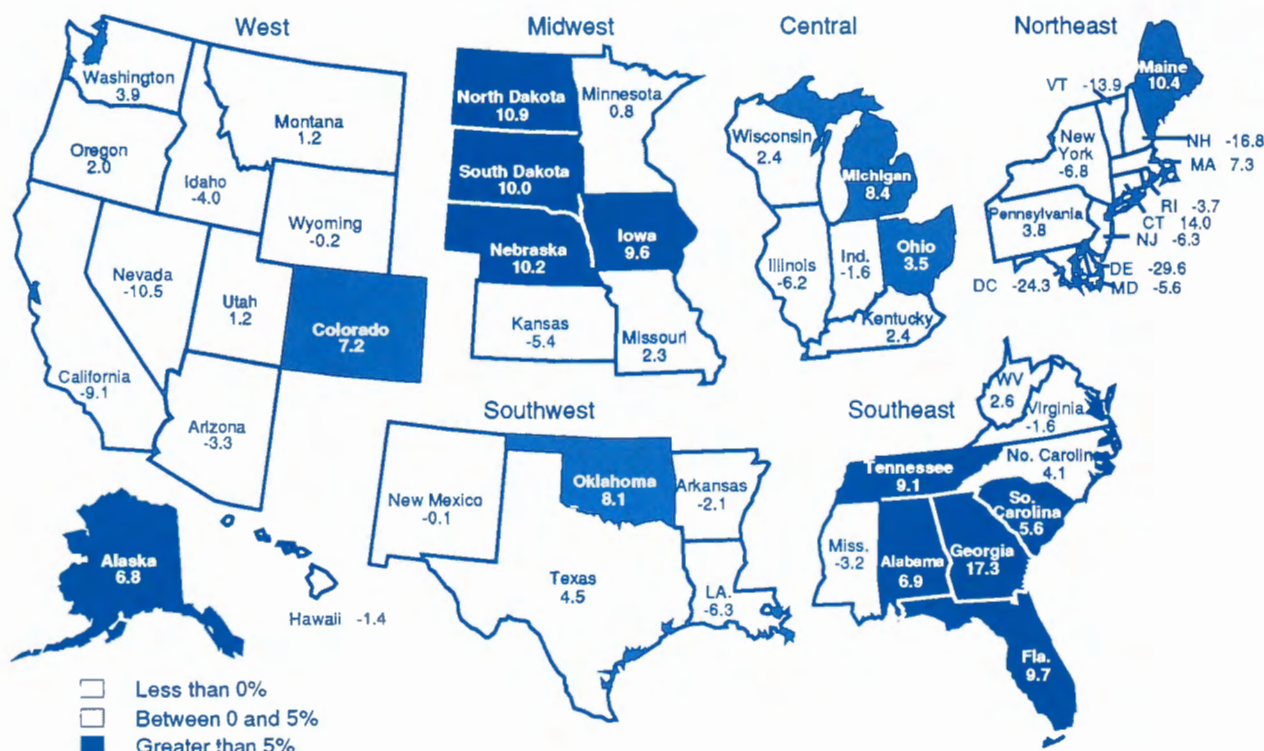 West
Washington
3.9
Montana
1.2
Oregon
2.0
Idaho
-4.0
Wyoming
-0.2
Nevada
-10.5
Utah
1.2
Colorado
7.2
California
-9.1
Arizona
-3.3
Alaska
6.8
Hawaii -1.4
Midwest
North Dakota
10.9
Minnesota
0.8
South Dakota
10.0
Nebraska
10.2
Iowa
9.6
Kansas
-5.4
Missouri
2.3
Central
Wisconsin
2.4
Michigan
8.4
Illinois
-6.2
Ind.
-1.6
Ohio
3.5
Kentucky
2.4
Northeast
Maine
10.4
VT -13.9
New
York
-6.8
NH -16.8
MA 7.3
Pennsylvania
3.8
RI -3.7
CT 14.0
NJ -6.3
DE -29.6
DC -24.3
MD -5.6
Southwest
New Mexico
-0.1
Oklahoma
8.1
Arkansas
-2.1
Texas
4.5
LA.
-6.3
Southeast
WV
2.6
Virginia
-1.6
Tennessee
9.1
No. Carolina
4.1
So.
Carolina
5.6
Miss.
-3.2
Alabama
6.9
Georgia
17.3
Fla.
9.7
Less than 0%
Between 0 and 5%
Greater than 5%